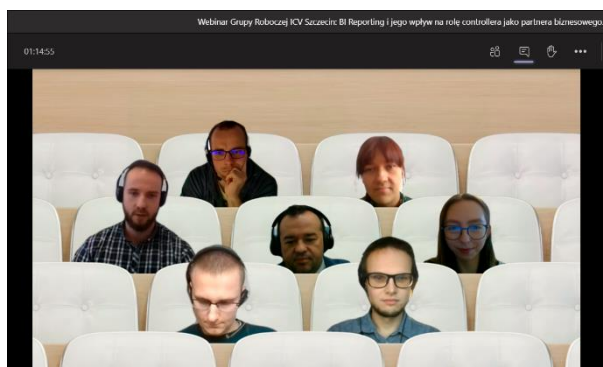 Webinar Grupy Roboczej ICV Szczecin: BI Reporting i jego wpływ na rolę controllera jako partnera biznesowego.
01:14:55